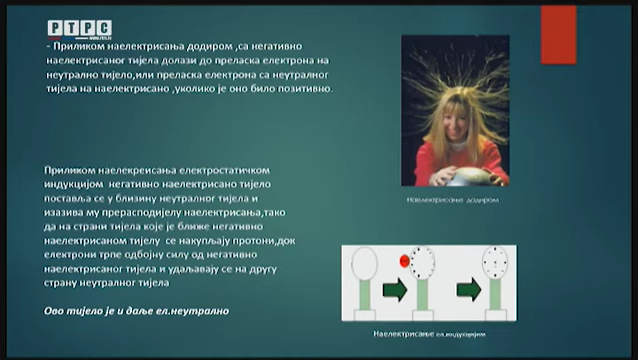 РТРС
www.rtrs.tv
- Приликом наелектрисања додиром ,са негативно
наелектрисаног тијела долази до преласка електрона на
неутрално тијело,или преласка електрона са неутралног
тијела на наелектрисано ,уколико је оно било позитивно.
Наелектрисање додиром
Приликом наелекреисања електростатичком
индукцијом негативно наелектрисано тијело
поставља се у близину неутралног тијела и
изазива му прерасподијелу наелектрисања,тако
да на страни тијела које је ближе негативно
наелектрисаном тијелу се накупљају протони,док
електрони трпе одбојну силу од негативно
наелектрисаног тијела и удаљавају се на другу
страну неутралног тијела
Ово тијело је и даље ел.неутрално
Наелектрисање ел.индукцијом